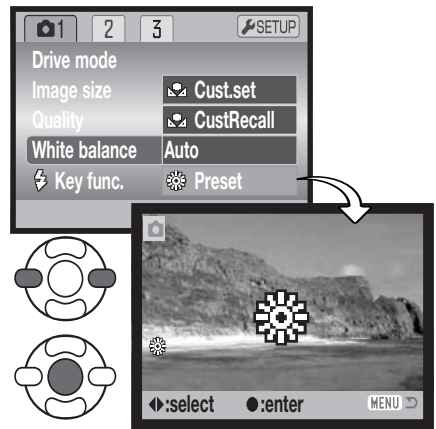 1 2 3 SETUP
Drive mode
Image size Cust.set
Quality CustRecall
White balance Auto
Key func. Preset
:select :enter MENU